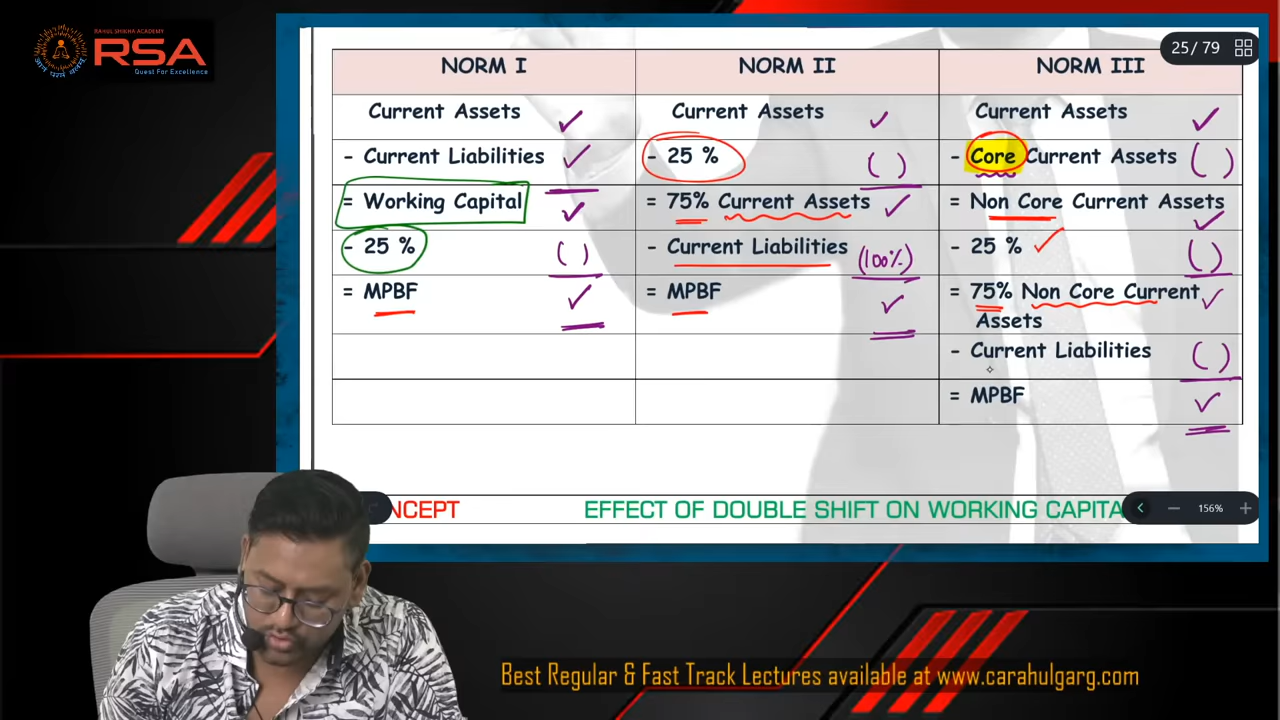 RAHUL SHIKHA ACADEMY
RSA
Quest For Excellence
25 / 79
NORM I
NORM II
NORM III
Current Assets
Current Assets
Current Assets
- Current Liabilities
- 25 %
( )
- Core Current Assets
( )
= Working Capital
= 75% Current Assets
= Non Core Current Assets
- 25 %
( )
- Current Liabilities
(100%)
- 25 %
( )
= MPBF
= MPBF
= 75% Non Core Current
Assets
- Current Liabilities
( )
= MPBF
NCEPT
EFFECT OF DOUBLE SHIFT ON WORKING CAPITA
156%
Best Regular & Fast Track Lectures available at www.carahulgarg.com